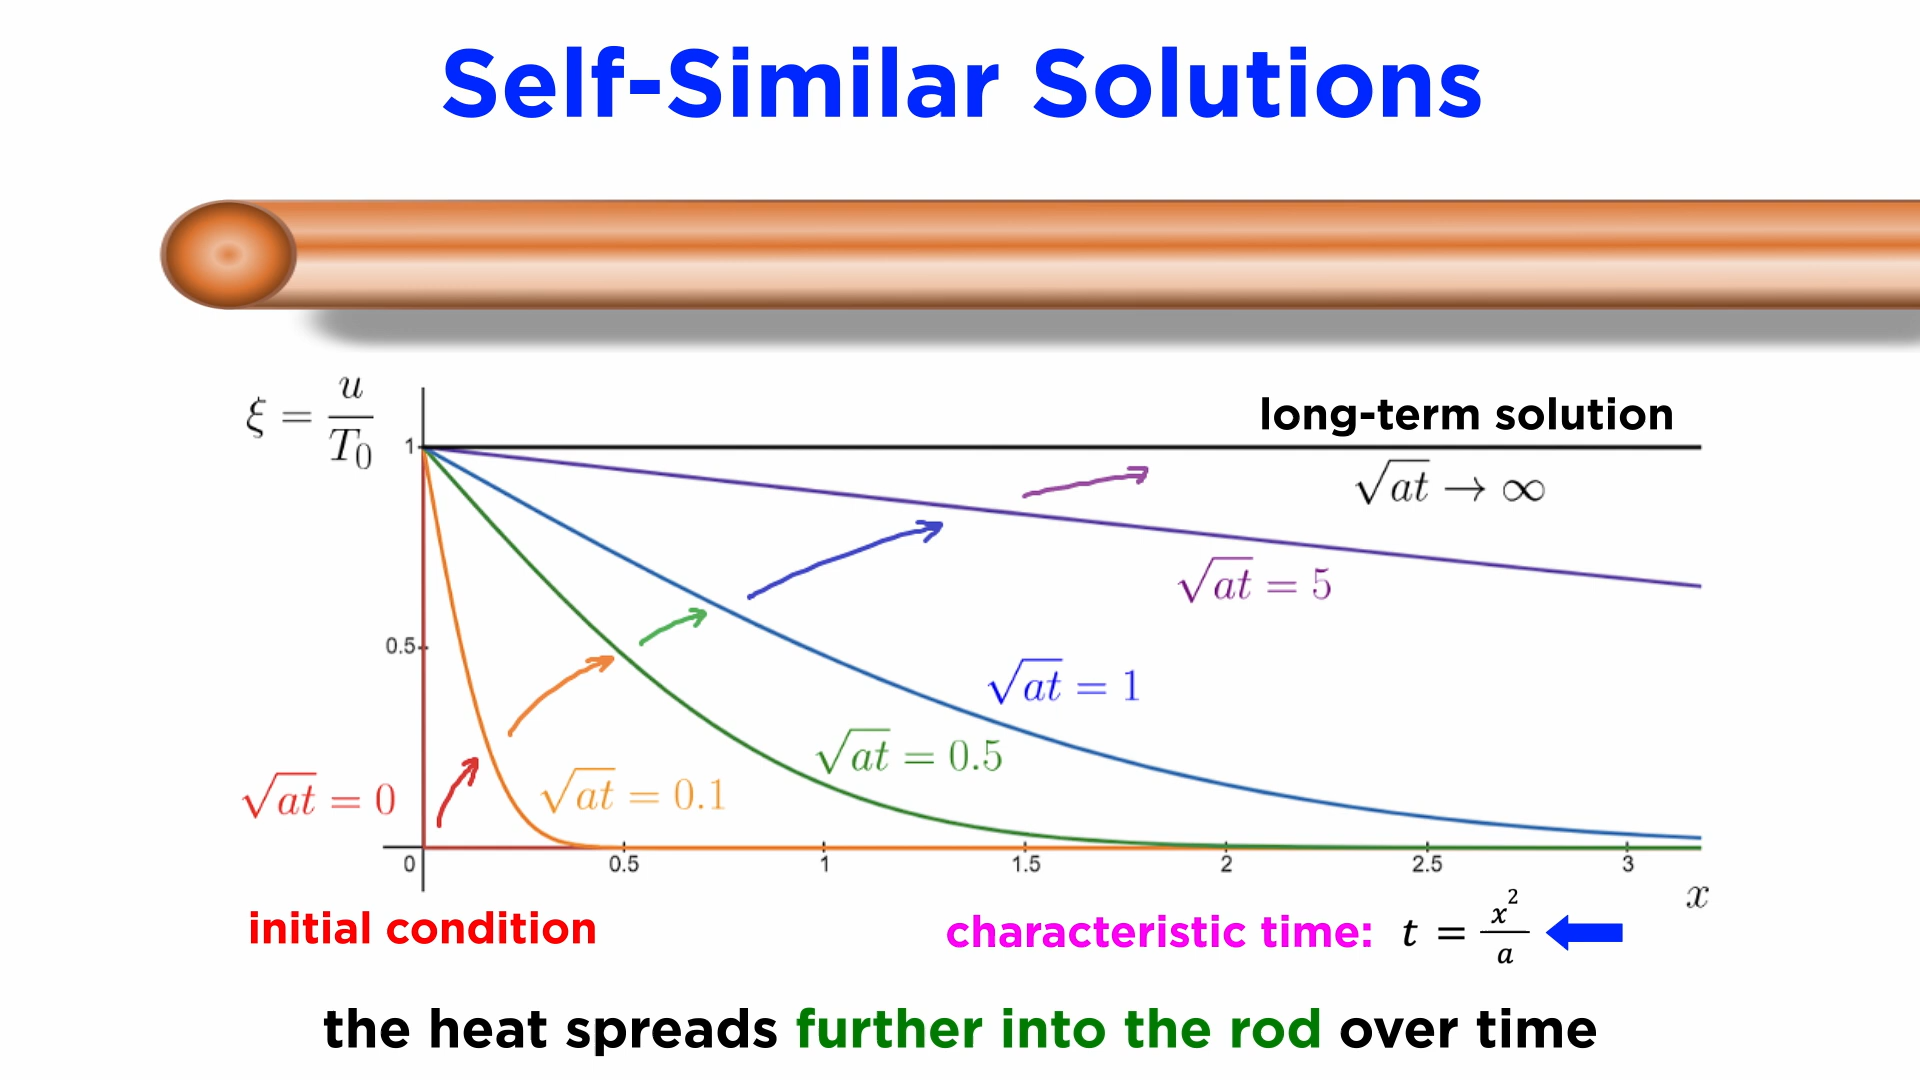 Self-Similar Solutions
ξ = u/T₀
long-term solution
1
√at → ∞
√at = 5
0.5
√at = 1
√at = 0.5
√at = 0
√at = 0.1
0 0.5 1 1.5 2 2.5 3
x
initial condition
characteristic time: t = x²/a
the heat spreads further into the rod over time